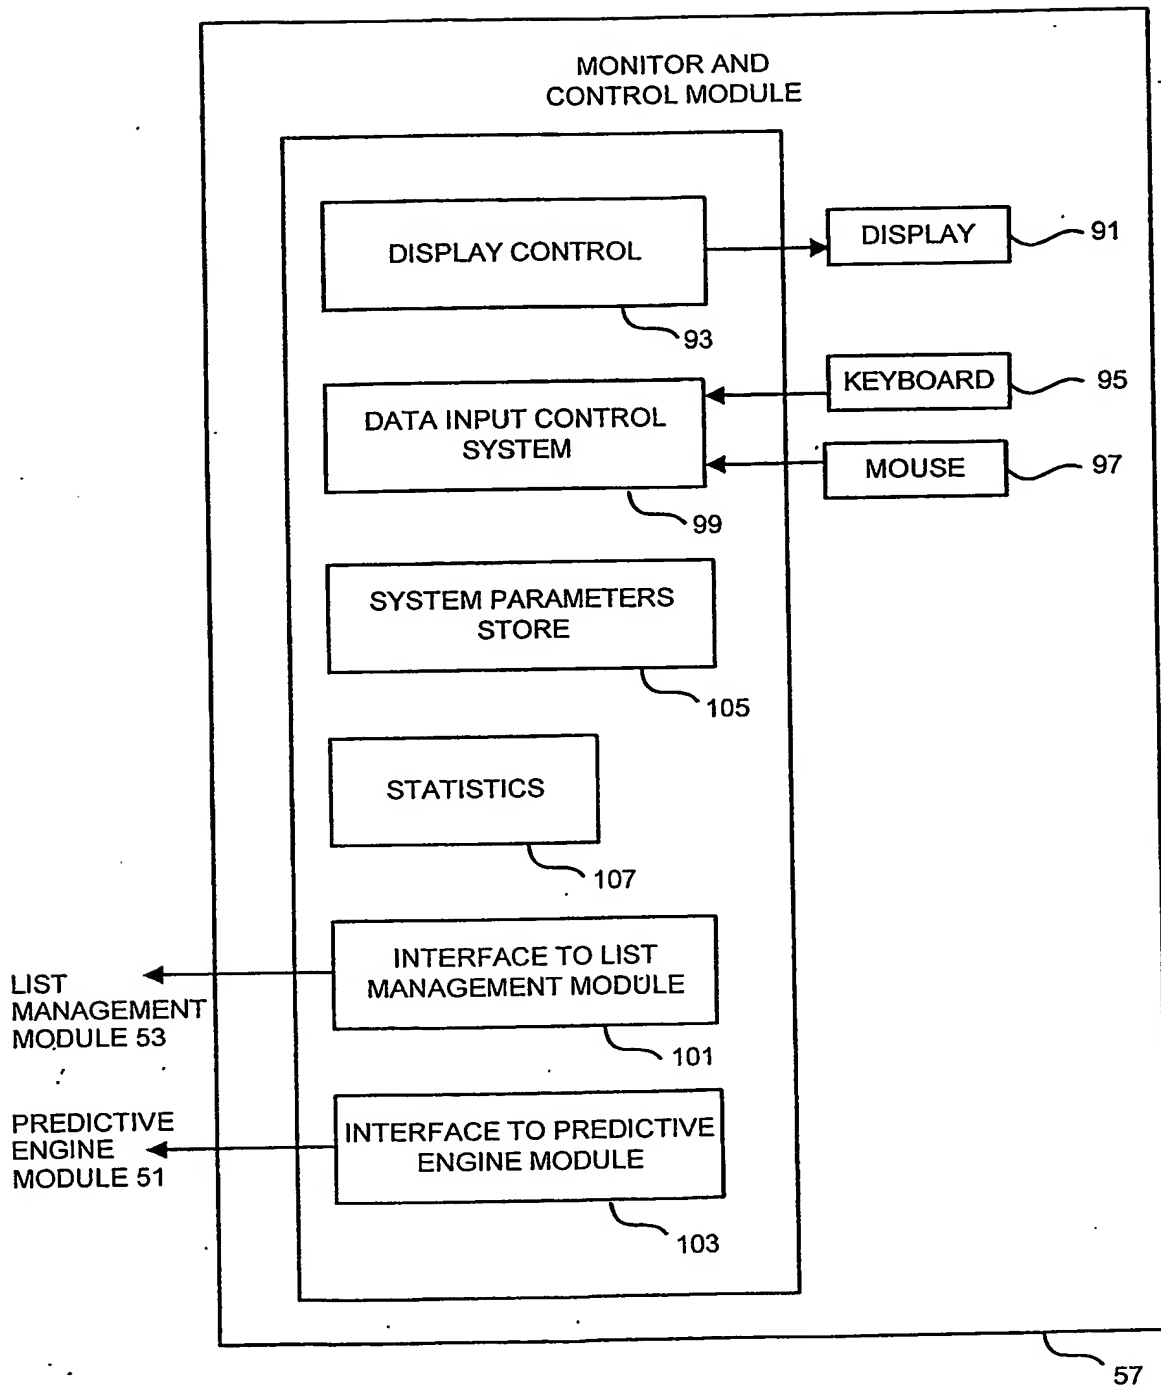 MONITOR AND
CONTROL MODULE
DISPLAY CONTROL
93
DISPLAY
91
DATA INPUT CONTROL
SYSTEM
99
KEYBOARD
95
MOUSE
97
SYSTEM PARAMETERS
STORE
105
STATISTICS
107
INTERFACE TO LIST
MANAGEMENT MODULE
101
LIST
MANAGEMENT
MODULE 53
INTERFACE TO PREDICTIVE
ENGINE MODULE
103
PREDICTIVE
ENGINE
MODULE 51
57